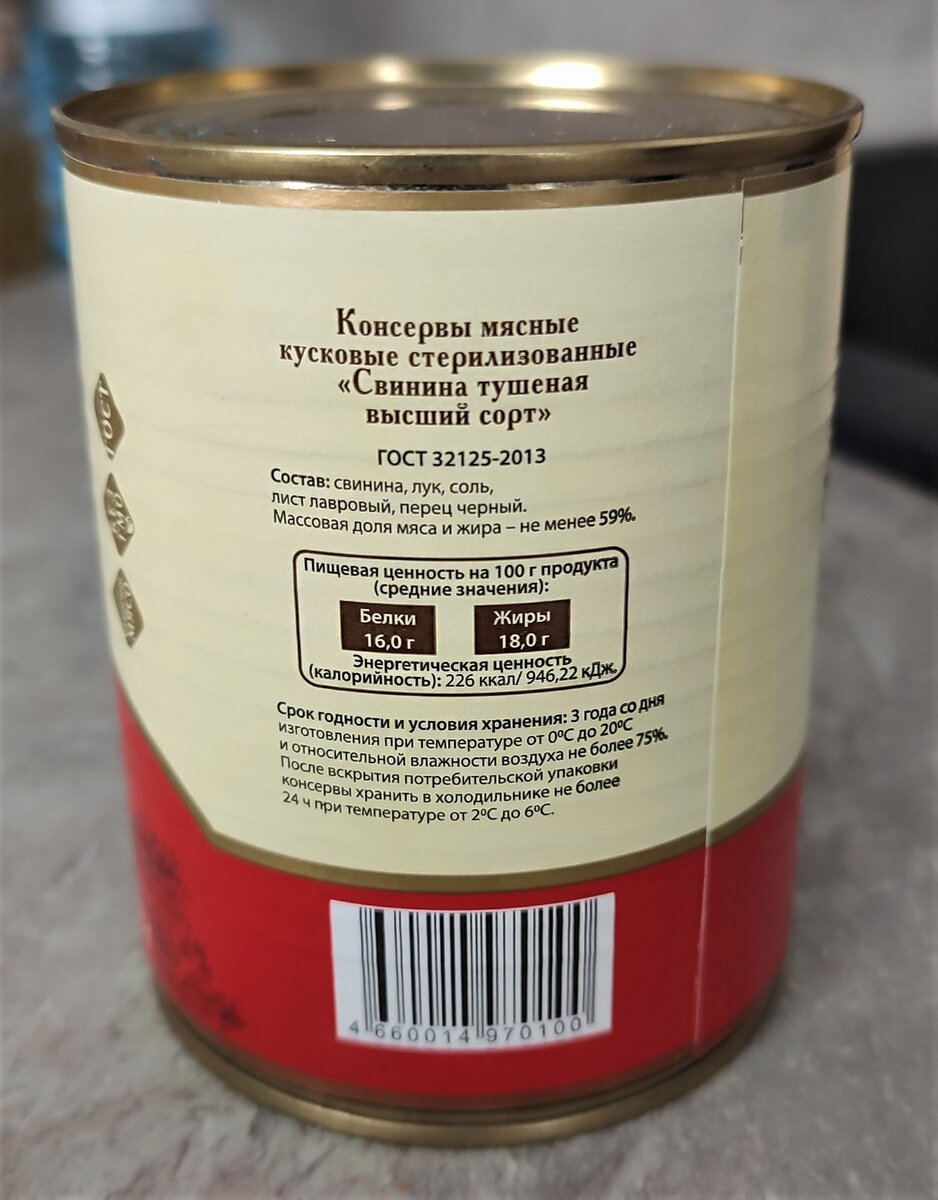 Консервы мясные
кусковые стерилизованные
«Свинина тушеная
высший сорт»
ГОСТ 32125-2013
Состав: свинина, лук, соль,
лист лавровый, перец черный.
Массовая доля мяса и жира – не менее 59%.
Пищевая ценность на 100 г продукта
(средние значения):
Белки
16,0 г
Жиры
18,0 г
Энергетическая ценность
(калорийность): 226 ккал/ 946,22 кДж.
Срок годности и условия хранения: 3 года со дня
изготовления при температуре от 0ºС до 20ºС
и относительной влажности воздуха не более 75%.
После вскрытия потребительской упаковки
консервы хранить в холодильнике не более
24 ч при температуре от 2ºС до 6ºС.
ГОСТ
4 660014 970100